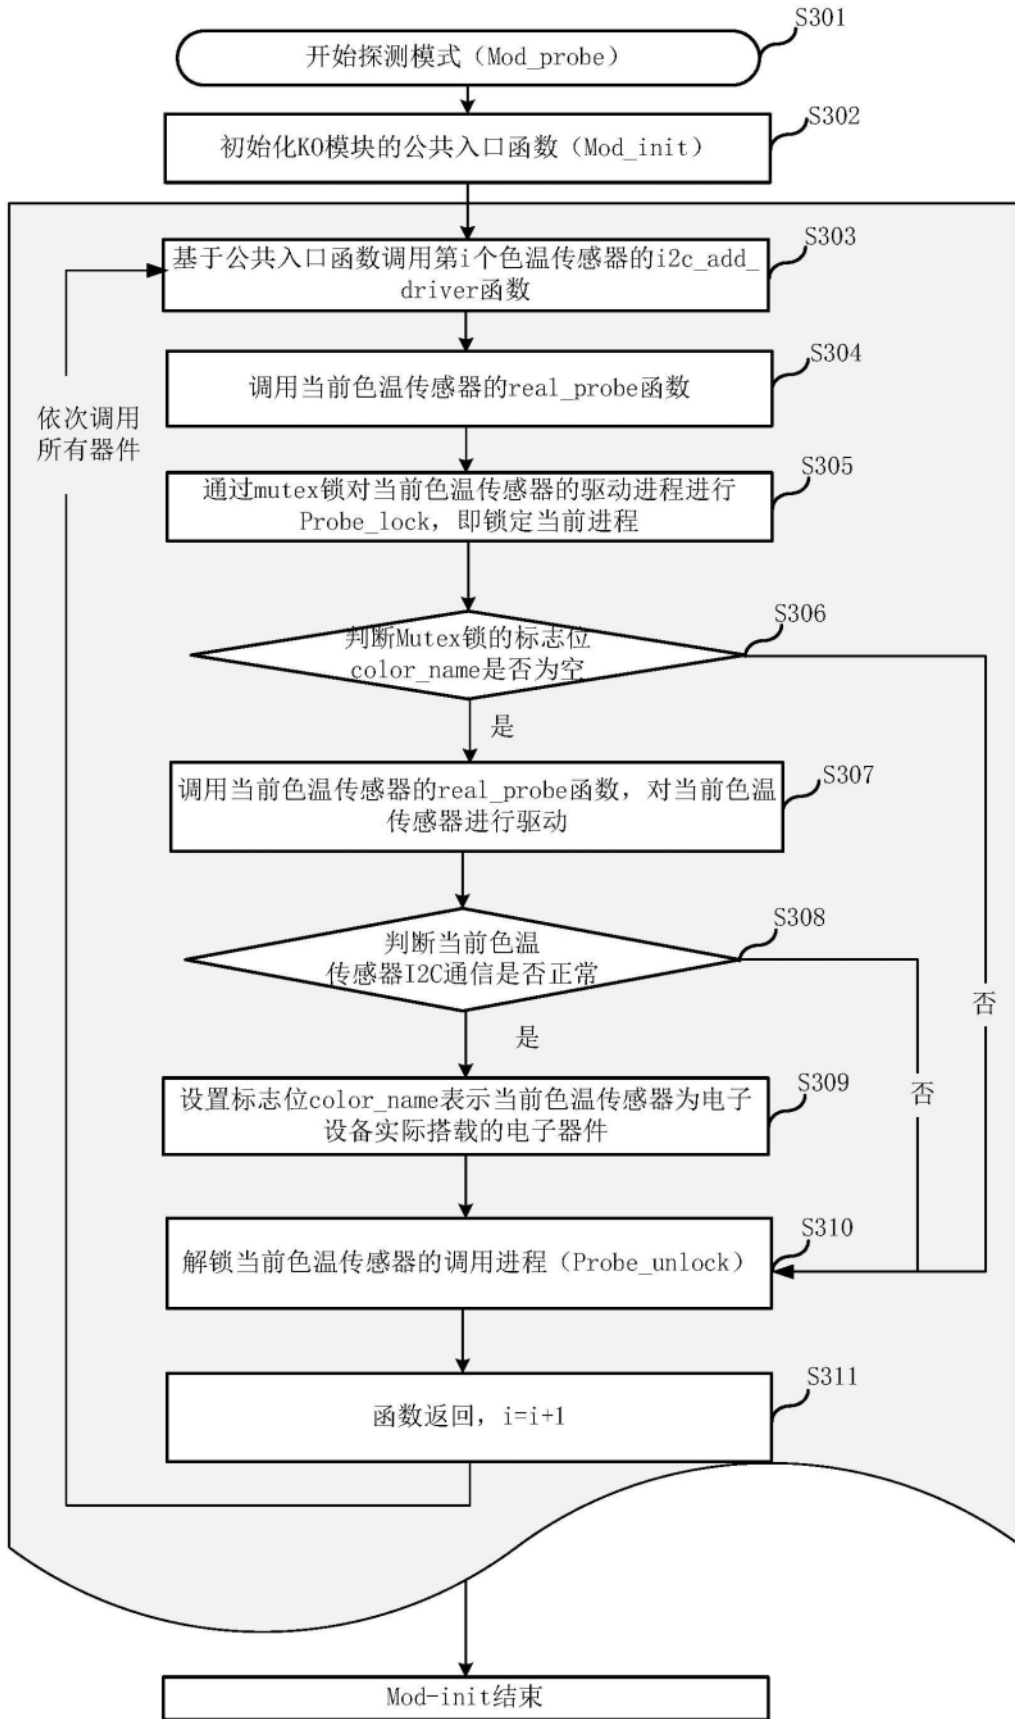 S301
开始探测模式（Mod_probe）
S302
初始化KO模块的公共入口函数（Mod_init）
S303
基于公共入口函数调用第i个色温传感器的i2c_add_
driver函数
S304
调用当前色温传感器的real_probe函数
依次调用
所有器件
S305
通过mutex锁对当前色温传感器的驱动进程进行
Probe_lock，即锁定当前进程
S306
判断Mutex锁的标志位
color_name是否为空
是
S307
调用当前色温传感器的real_probe函数，对当前色温
传感器进行驱动
S308
判断当前色温
传感器I2C通信是否正常
否
是
S309
设置标志位color_name表示当前色温传感器为电子
设备实际搭载的电子器件
否
S310
解锁当前色温传感器的调用进程（Probe_unlock）
S311
函数返回，i=i+1
Mod-init结束